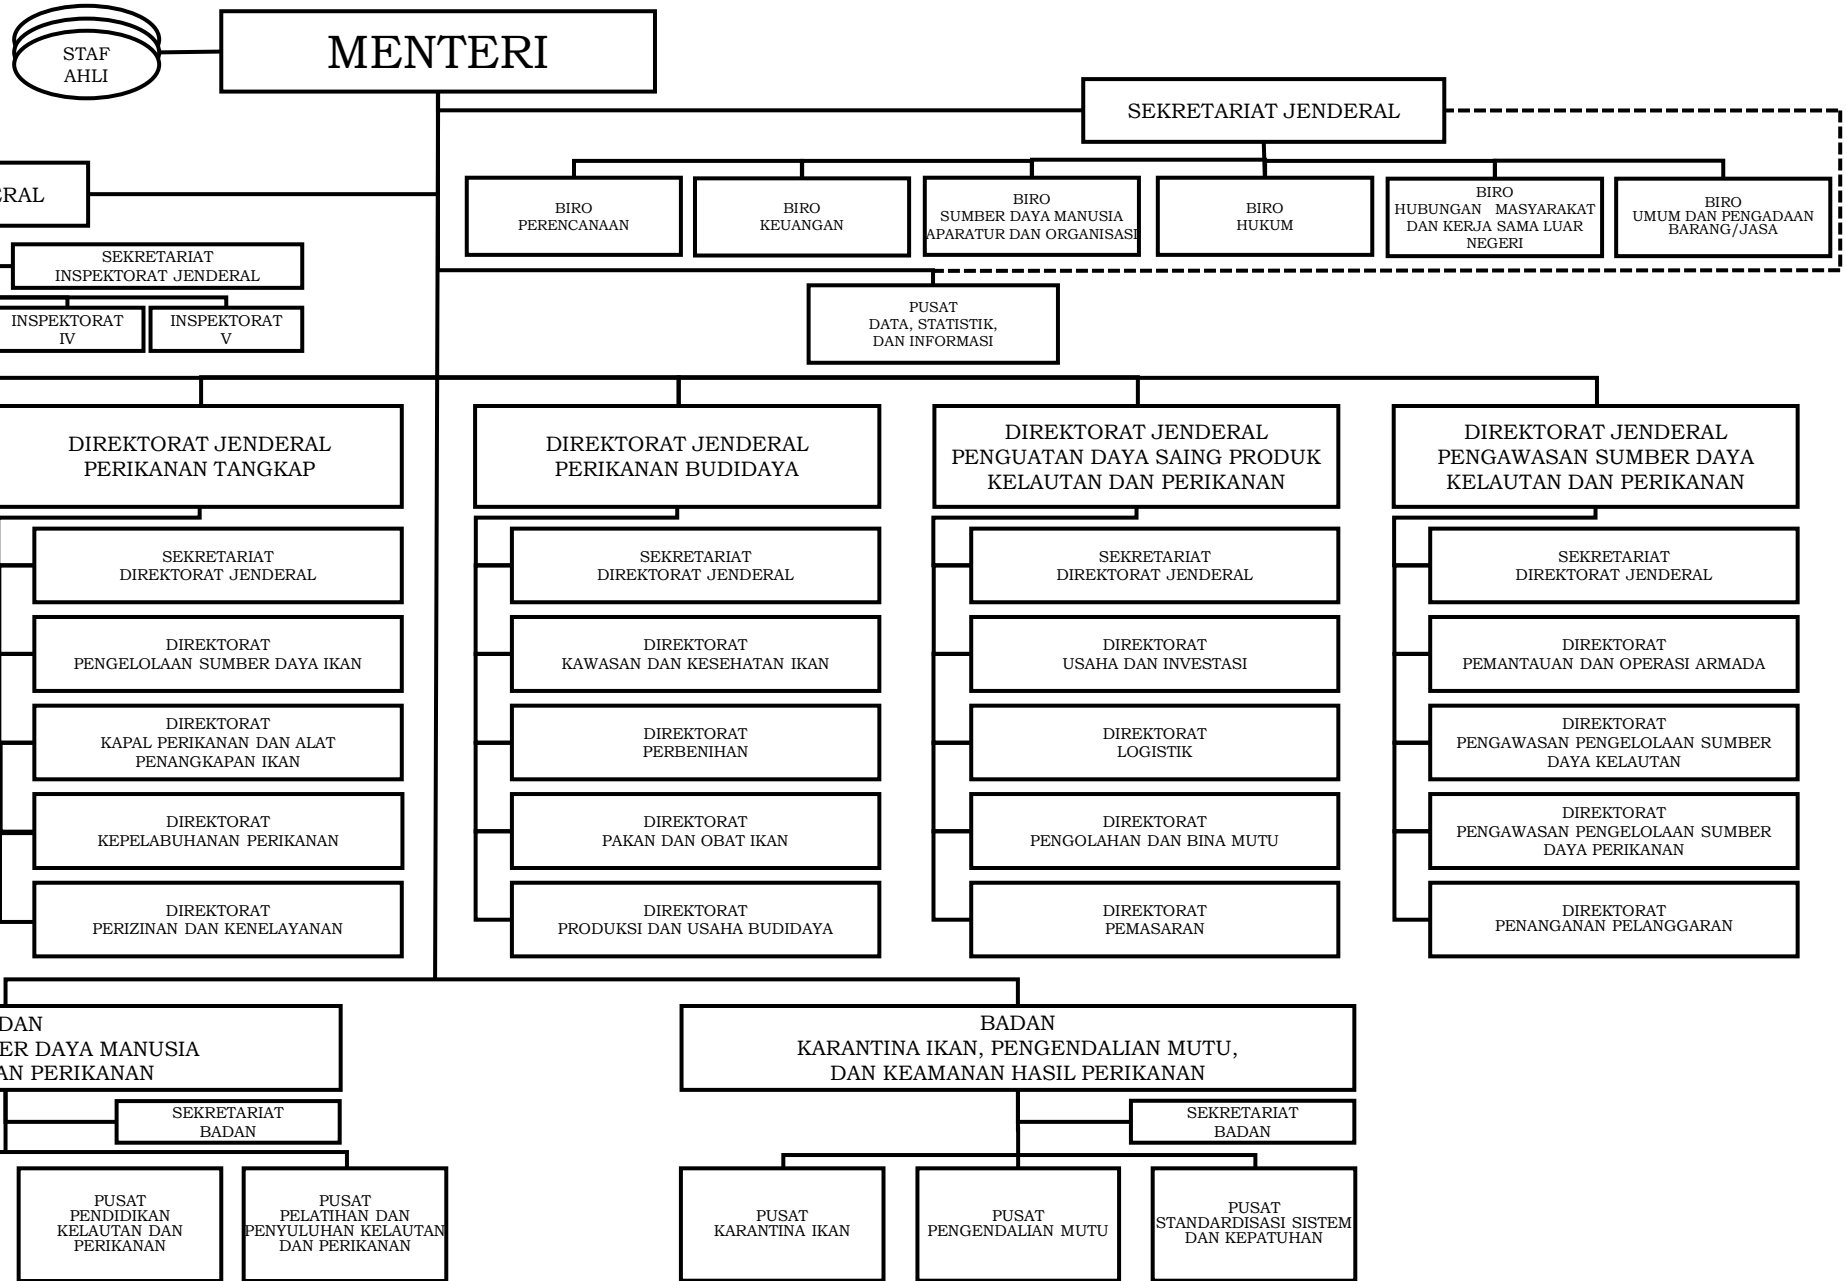 STAF
AHLI
MENTERI
SEKRETARIAT JENDERAL
ERAL
BIRO
PERENCANAAN
BIRO
KEUANGAN
BIRO
SUMBER DAYA MANUSIA
APARATUR DAN ORGANISASI
BIRO
HUKUM
BIRO
HUBUNGAN MASYARAKAT
DAN KERJA SAMA LUAR
NEGERI
BIRO
UMUM DAN PENGADAAN
BARANG/JASA
SEKRETARIAT
INSPEKTORAT JENDERAL
INSPEKTORAT
IV
INSPEKTORAT
V
PUSAT
DATA, STATISTIK,
DAN INFORMASI
DIREKTORAT JENDERAL
PERIKANAN TANGKAP
DIREKTORAT JENDERAL
PERIKANAN BUDIDAYA
DIREKTORAT JENDERAL
PENGUATAN DAYA SAING PRODUK
KELAUTAN DAN PERIKANAN
DIREKTORAT JENDERAL
PENGAWASAN SUMBER DAYA
KELAUTAN DAN PERIKANAN
SEKRETARIAT
DIREKTORAT JENDERAL
SEKRETARIAT
DIREKTORAT JENDERAL
SEKRETARIAT
DIREKTORAT JENDERAL
SEKRETARIAT
DIREKTORAT JENDERAL
DIREKTORAT
PENGELOLAAN SUMBER DAYA IKAN
DIREKTORAT
KAWASAN DAN KESEHATAN IKAN
DIREKTORAT
USAHA DAN INVESTASI
DIREKTORAT
PEMANTAUAN DAN OPERASI ARMADA
DIREKTORAT
KAPAL PERIKANAN DAN ALAT
PENANGKAPAN IKAN
DIREKTORAT
PERBENIHAN
DIREKTORAT
LOGISTIK
DIREKTORAT
PENGAWASAN PENGELOLAAN SUMBER
DAYA KELAUTAN
DIREKTORAT
KEPELABUHANAN PERIKANAN
DIREKTORAT
PAKAN DAN OBAT IKAN
DIREKTORAT
PENGOLAHAN DAN BINA MUTU
DIREKTORAT
PENGAWASAN PENGELOLAAN SUMBER
DAYA PERIKANAN
DIREKTORAT
PERIZINAN DAN KENELAYANAN
DIREKTORAT
PRODUKSI DAN USAHA BUDIDAYA
DIREKTORAT
PEMASARAN
DIREKTORAT
PENANGANAN PELANGGARAN
DAN
ER DAYA MANUSIA
AN PERIKANAN
BADAN
KARANTINA IKAN, PENGENDALIAN MUTU,
DAN KEAMANAN HASIL PERIKANAN
SEKRETARIAT
BADAN
SEKRETARIAT
BADAN
PUSAT
PENDIDIKAN
KELAUTAN DAN
PERIKANAN
PUSAT
PELATIHAN DAN
PENYULUHAN KELAUTAN
DAN PERIKANAN
PUSAT
KARANTINA IKAN
PUSAT
PENGENDALIAN MUTU
PUSAT
STANDARDISASI SISTEM
DAN KEPATUHAN